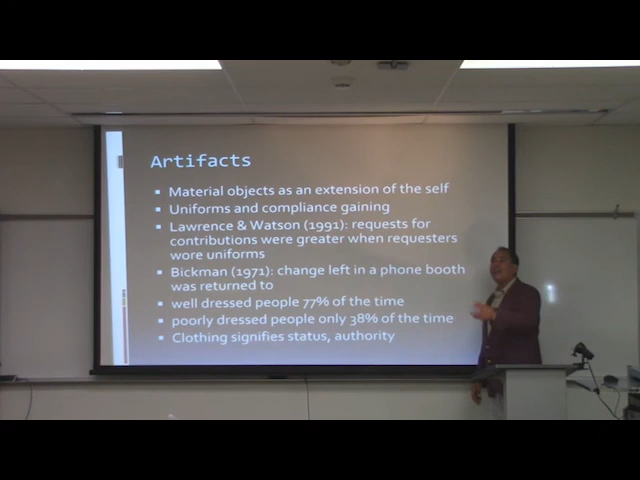 Artifacts
▪ Material objects as an extension of the self
▪ Uniforms and compliance gaining
▪ Lawrence & Watson (1991): requests for
contributions were greater when requesters
wore uniforms
▪ Bickman (1971): change left in a phone booth
was returned to
▪ well dressed people 77% of the time
▪ poorly dressed people only 38% of the time
▪ Clothing signifies status, authority